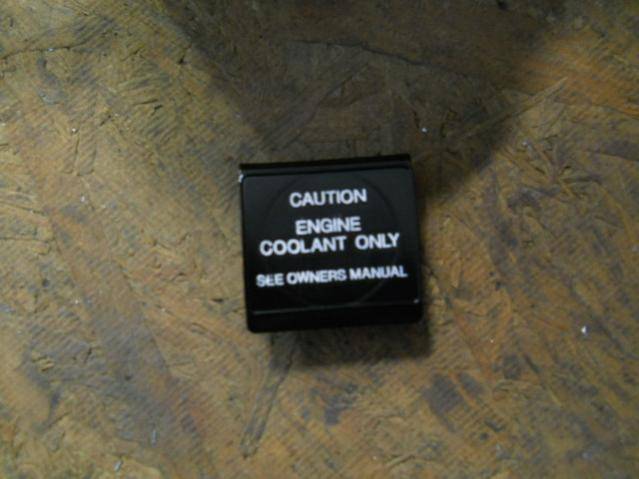 CAUTION
ENGINE
COOLANT ONLY
SEE OWNERS MANUAL